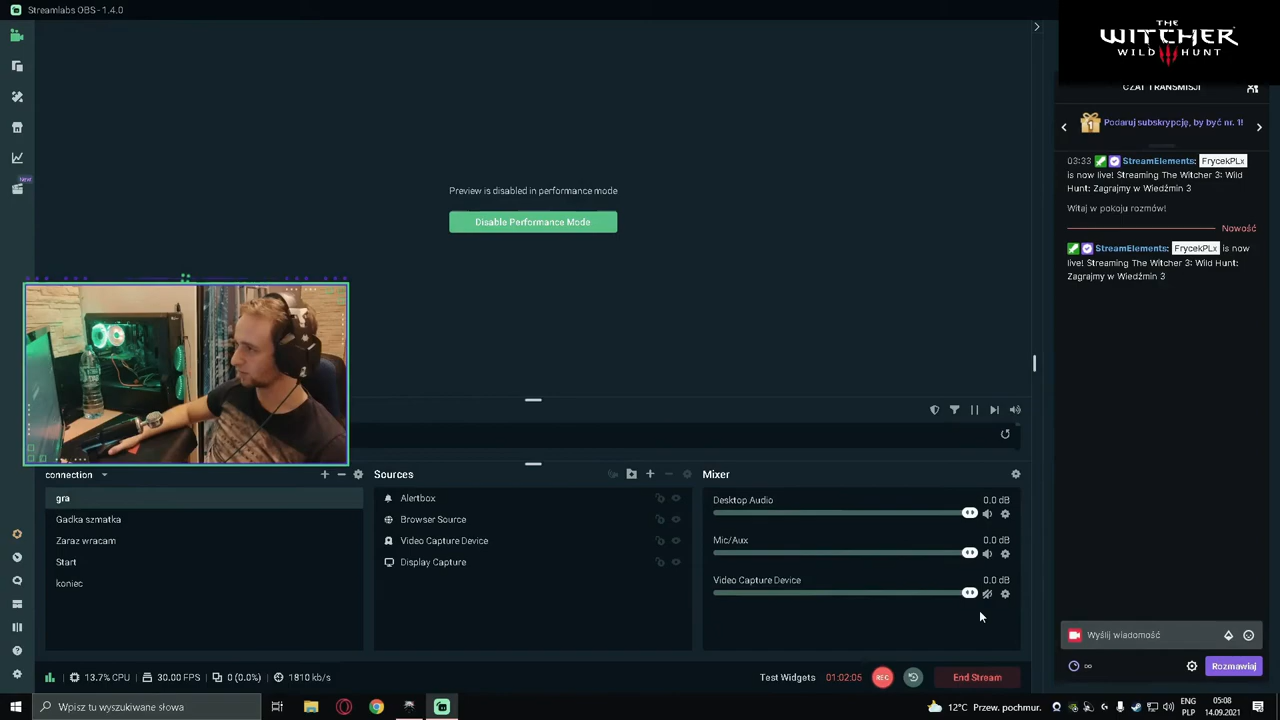 Streamlabs OBS - 1.4.0
THE
WITCHER
WILD HUNT
CZAT TRANSMISJI
1
Podaruj subskrypcję, by być nr. 1!
New
03:33 StreamElements: FrycekPLx
is now live! Streaming The Witcher 3: Wild
Hunt: Zagrajmy w Wiedźmin 3
Witaj w pokoju rozmów!
Nowość
StreamElements: FrycekPLx is now
live! Streaming The Witcher 3: Wild Hunt:
Zagrajmy w Wiedźmin 3
Preview is disabled in performance mode
Disable Performance Mode
connection
gra
Gadka szmatka
Zaraz wracam
Start
koniec
Sources
Alertbox
Browser Source
Video Capture Device
Display Capture
Mixer
Desktop Audio 0.0 dB
Mic/Aux 0.0 dB
Video Capture Device 0.0 dB
Wyślij wiadomość
∞
Rozmawiaj
13.7% CPU 30.00 FPS 0 (0.0%) 1810 kb/s
Test Widgets 01:02:05 REC End Stream
Wpisz tu wyszukiwane słowa
12°C Przew. pochmur.
ENG
PLP
05:08
14.09.2021